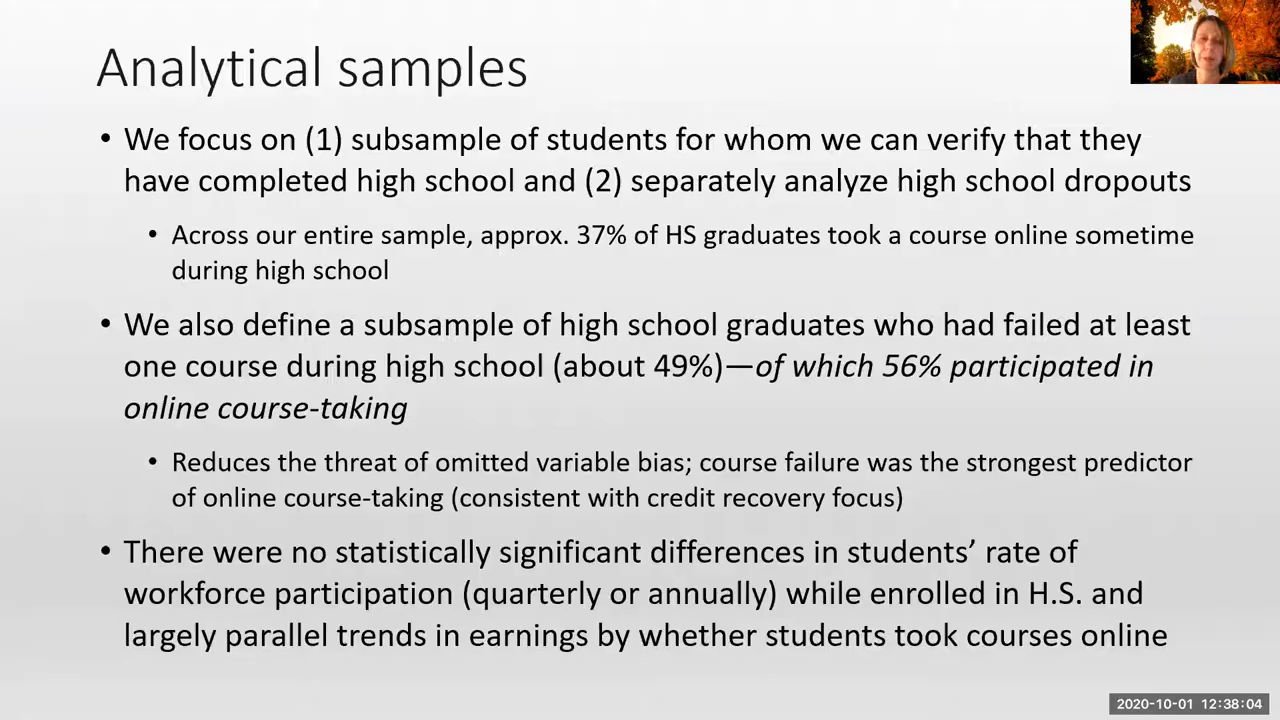 Analytical samples
• We focus on (1) subsample of students for whom we can verify that they
have completed high school and (2) separately analyze high school dropouts
• Across our entire sample, approx. 37% of HS graduates took a course online sometime
during high school
• We also define a subsample of high school graduates who had failed at least
one course during high school (about 49%)—of which 56% participated in
online course-taking
• Reduces the threat of omitted variable bias; course failure was the strongest predictor
of online course-taking (consistent with credit recovery focus)
• There were no statistically significant differences in students’ rate of
workforce participation (quarterly or annually) while enrolled in H.S. and
largely parallel trends in earnings by whether students took courses online
2020-10-01 12:38:04